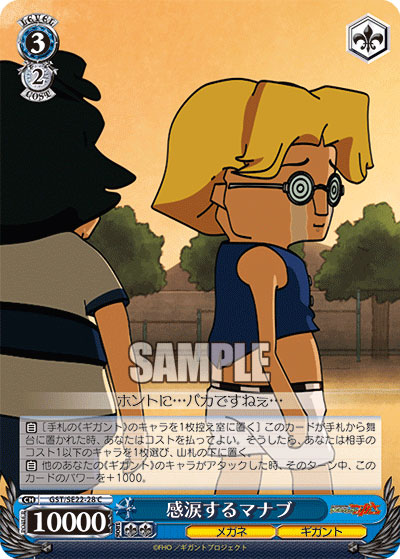 LEVEL
3
2
COST
SAMPLE
ホントに…バカですねぇ…
自［手札の《ギガント》のキャラを1枚控え室に置く］このカードが手札から舞
台に置かれた時、あなたはコストを払ってよい。そうしたら、あなたは相手の
コスト1以下のキャラを1枚選び、山札の下に置く。
自 他のあなたの《ギガント》のキャラがアタックした時、そのターン中、この
カードのパワーを+1000。
CH GST/SE22-28 C
10000
感涙するマナブ
メガネ
ギガント
©FHO ／ギガントプロジェクト